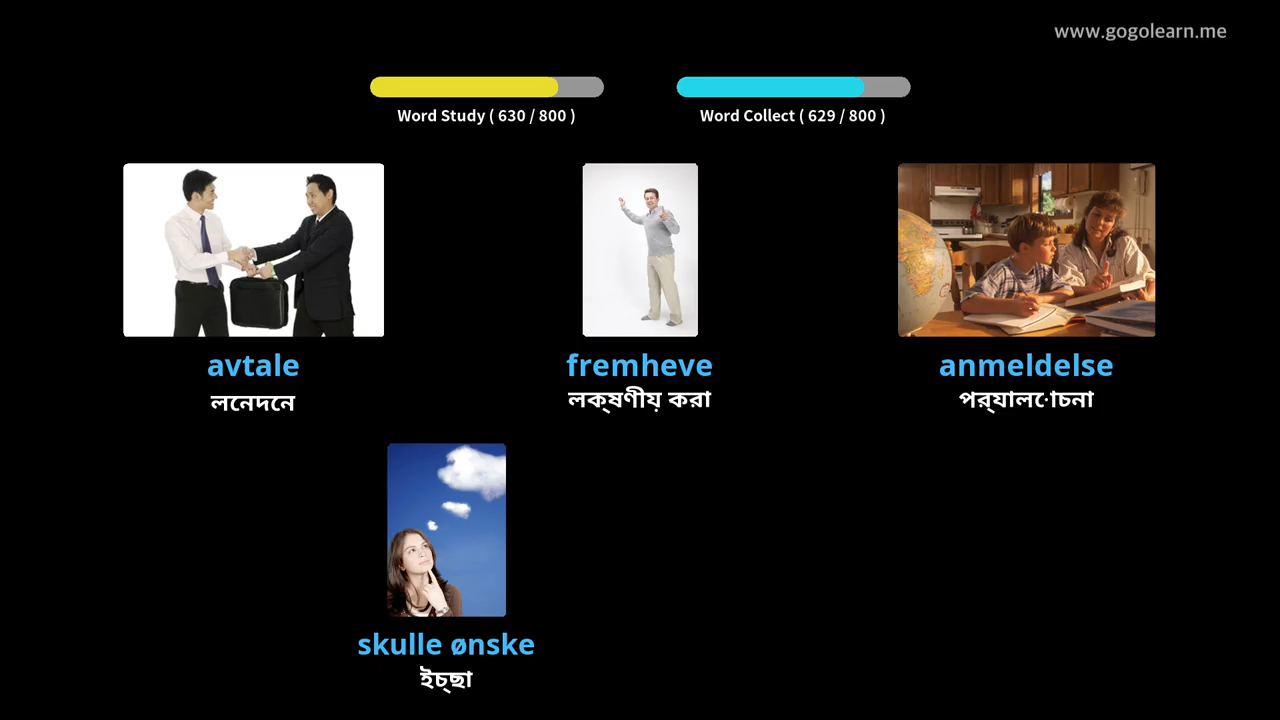 www.gogolearn.me
Word Study ( 630 / 800 )
Word Collect ( 629 / 800 )
avtale
fremheve
anmeldelse
লেনদেন
লক্ষণীয় করা
পর্যালোচনা
skulle ønske
ইচ্ছা